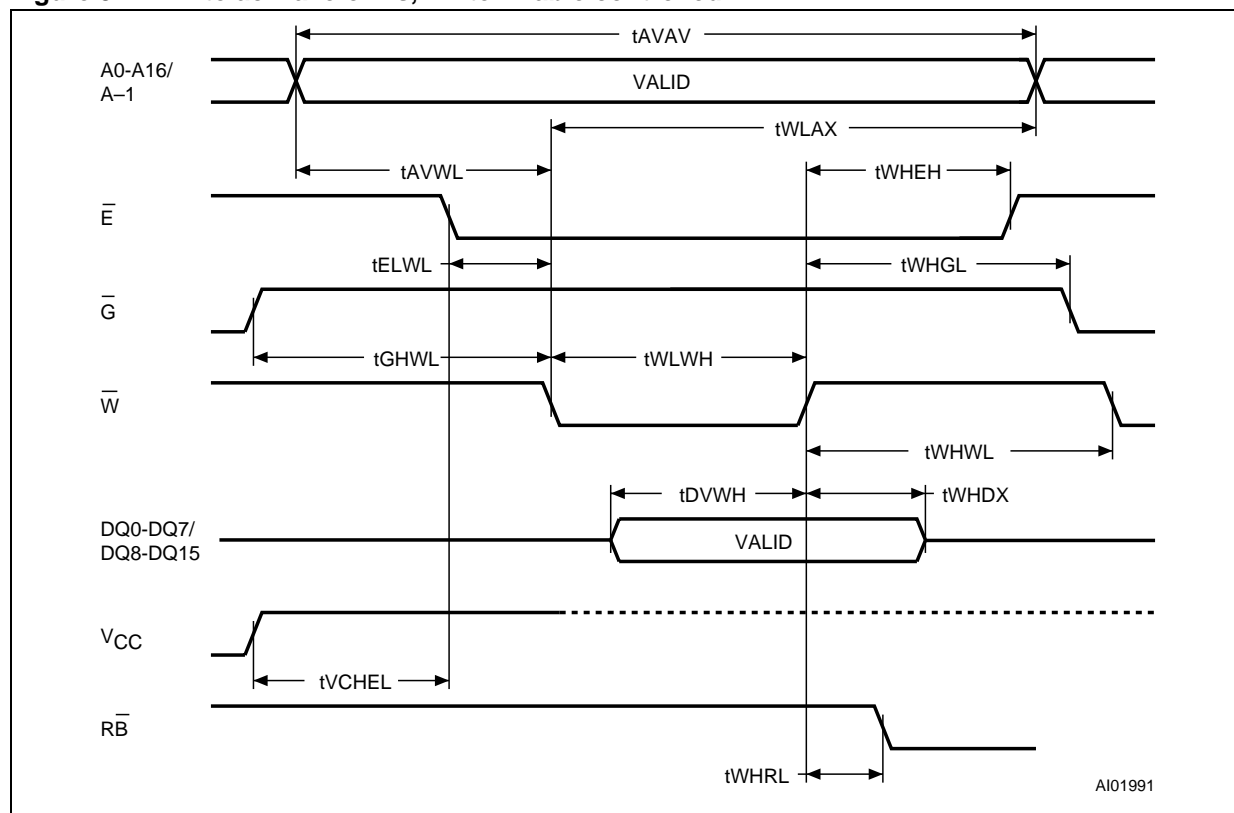 tAVAV
A0-A16/
A–1
VALID
tWLAX
tAVWL
tWHEH
E̅
tELWL
tWHGL
G̅
tGHWL
tWLWH
W̅
tWHWL
tDVWH
tWHDX
DQ0-DQ7/
DQ8-DQ15
VALID
VCC
tVCHEL
RB̅
tWHRL
AI01991